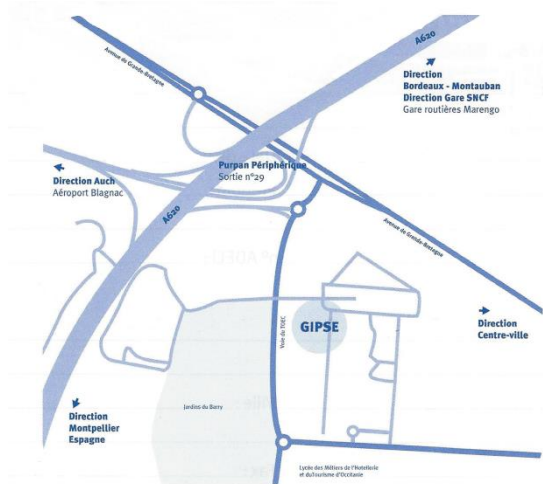 A620
Avenue de Grande-Bretagne
Direction
Bordeaux - Montauban
Direction Gare SNCF
Gare routières Marengo
Purpan Périphérique
Sortie n°29
Direction Auch
Aéroport Blagnac
A620
Avenue de Grande-Bretagne
GIPSE
Voie du TOEC
Direction
Centre-ville
Jardins du Barry
Direction
Montpellier
Espagne
Lycée des Métiers de l'Hotellerie
et du Tourisme d'Occitanie